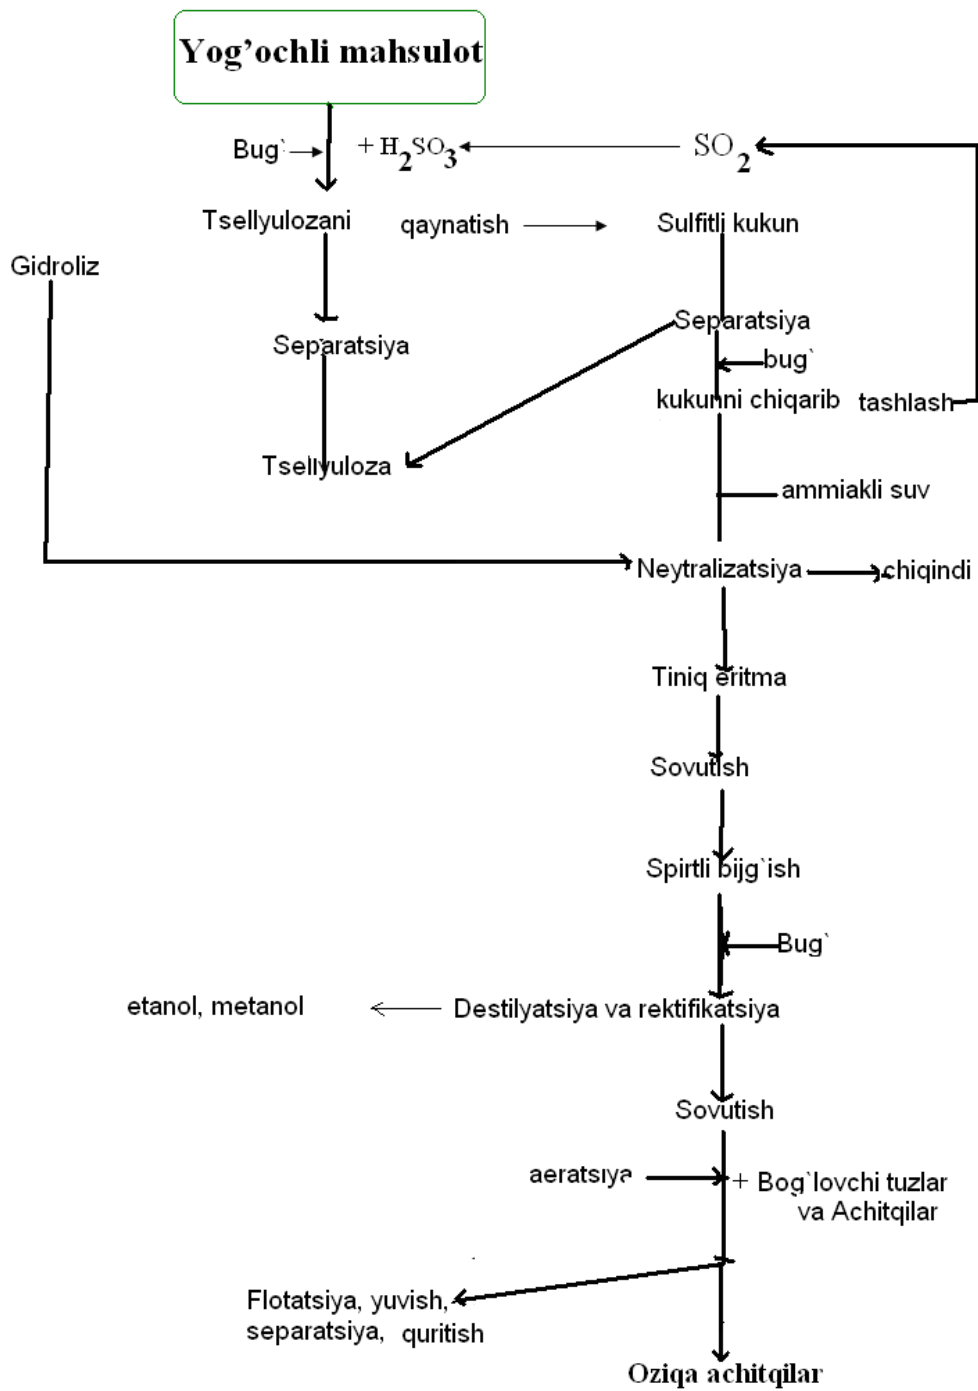 Yog’ochli mahsulot
Bug` + H2SO3 SO2
Tsellyulozani qaynatish Sulfitli kukun
Gidroliz
Separatsiya
Separatsiya
bug`
kukunni chiqarib tashlash
Tsellyuloza
ammiakli suv
Neytralizatsiya chiqindi
Tiniq eritma
Sovutish
Spirtli bijg`ish
Bug`
etanol, metanol Destilyatsiya va rektifikatsiya
Sovutish
aeratsiya + Bog`lovchi tuzlar
va Achitqilar
Flotatsiya, yuvish,
separatsiya, quritish
Oziqa achitqilar